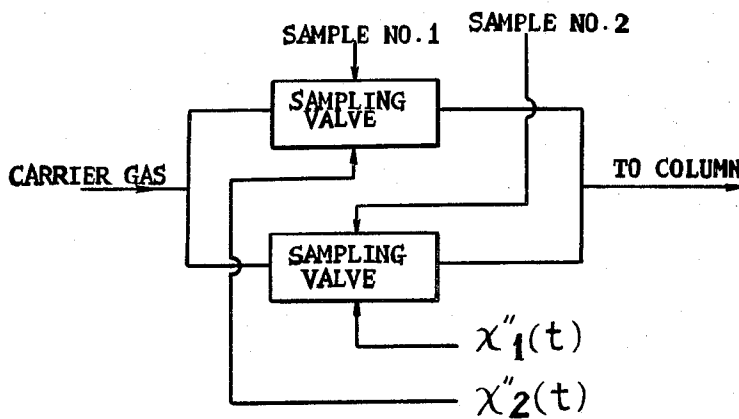 SAMPLE NO.1
SAMPLE NO.2
SAMPLING
VALVE
CARRIER GAS
TO COLUMN
SAMPLING
VALVE
χ″1(t)
χ″2(t)